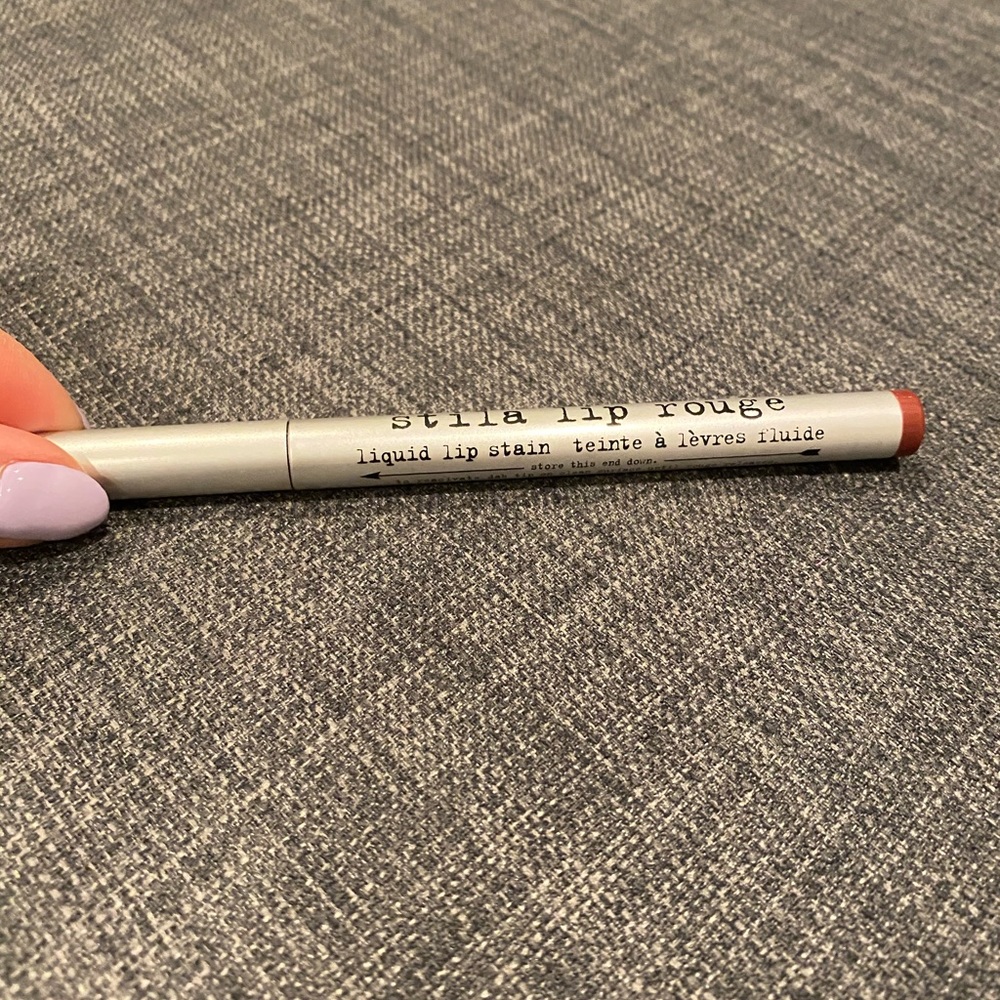 stila lip rouge
liquid lip stain teinte à lèvres fluide
store this end down.